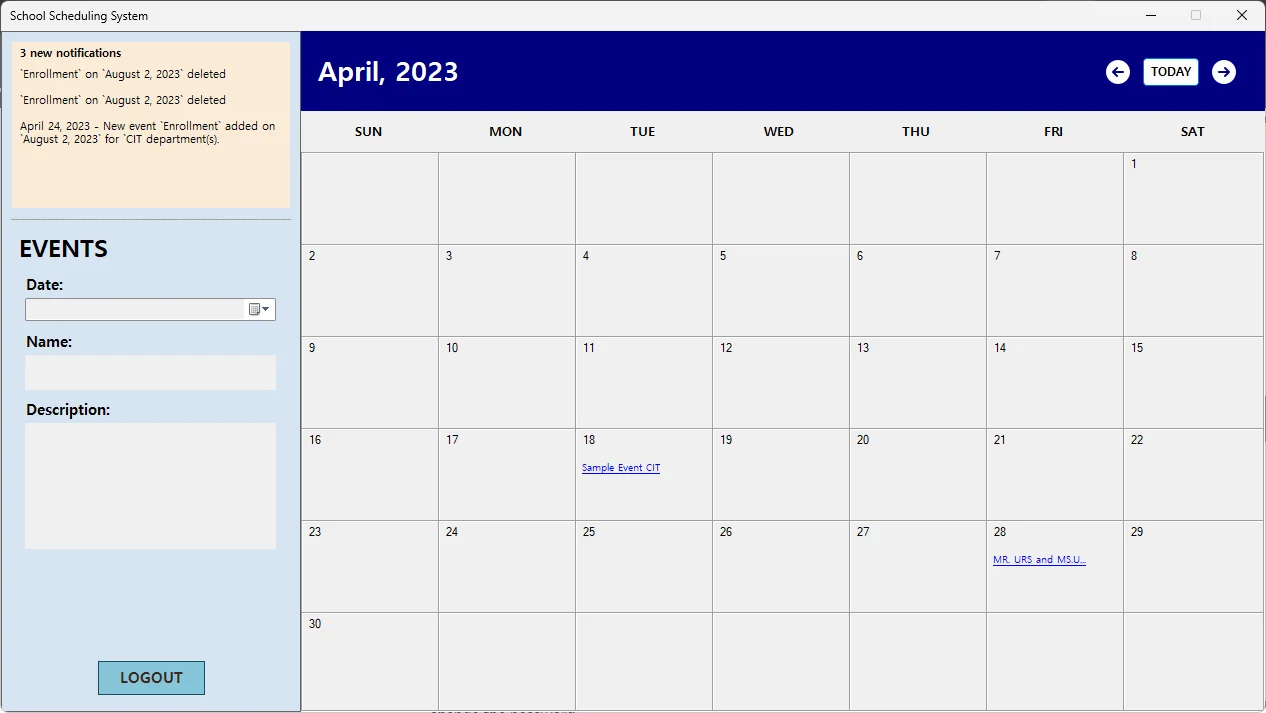 School Scheduling System
3 new notifications
`Enrollment` on `August 2, 2023` deleted
`Enrollment` on `August 2, 2023` deleted
April 24, 2023 - New event `Enrollment` added on
`August 2, 2023` for `CIT department(s).
EVENTS
Date:
Name:
Description:
LOGOUT
April, 2023
TODAY
SUN MON TUE WED THU FRI SAT
1
2 3 4 5 6 7 8
9 10 11 12 13 14 15
16 17 18 19 20 21 22
Sample Event CIT
23 24 25 26 27 28 29
MR. URS and MS.U...
30